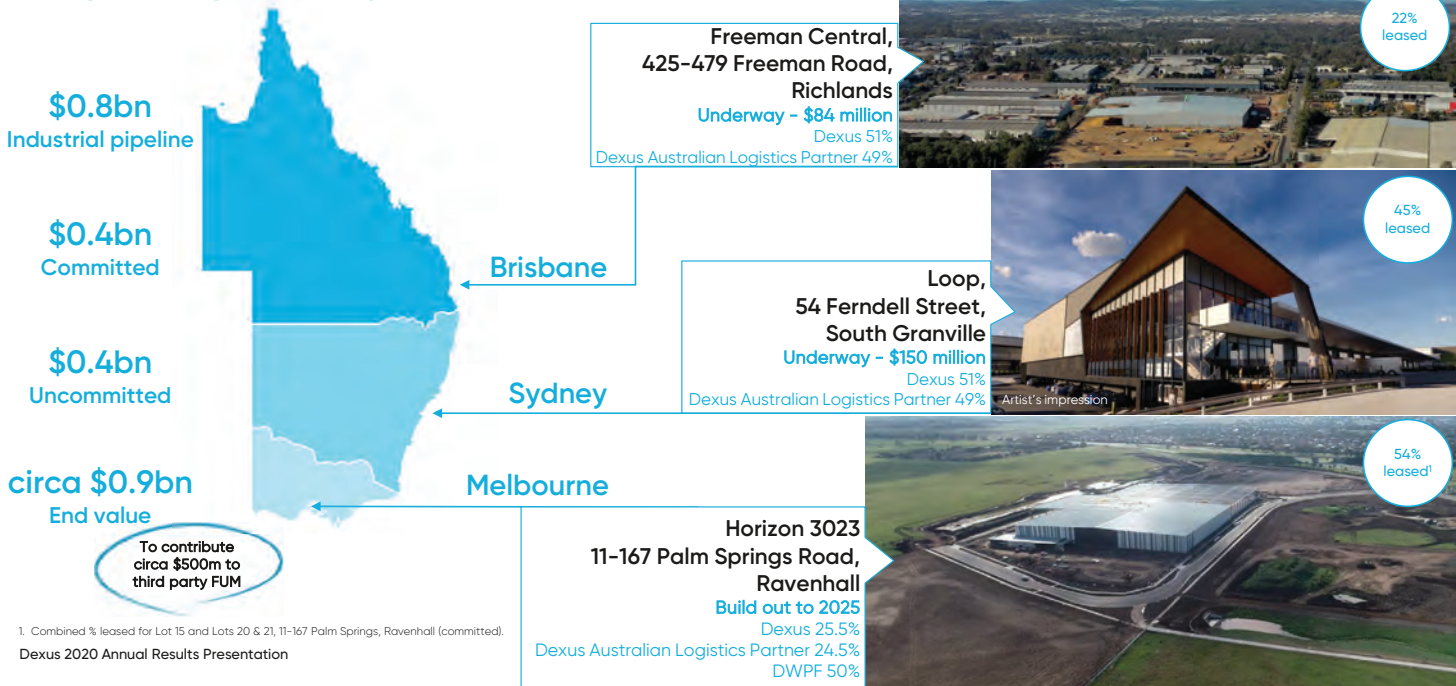 $0.8bn
Industrial pipeline
$0.4bn
Committed
$0.4bn
Uncommitted
circa $0.9bn
End value
To contribute
circa $500m to
third party FUM
Freeman Central,
425-479 Freeman Road,
Richlands
Underway - $84 million
Dexus 51%
Dexus Australian Logistics Partner 49%
22%
leased
Brisbane
Loop,
54 Ferndell Street,
South Granville
Underway - $150 million
Dexus 51%
Dexus Australian Logistics Partner 49%
Artist's impression
45%
leased
Sydney
Melbourne
Horizon 3023
11-167 Palm Springs Road,
Ravenhall
Build out to 2025
Dexus 25.5%
Dexus Australian Logistics Partner 24.5%
DWPF 50%
54%
leased¹
1. Combined % leased for Lot 15 and Lots 20 & 21, 11-167 Palm Springs, Ravenhall (committed).
Dexus 2020 Annual Results Presentation